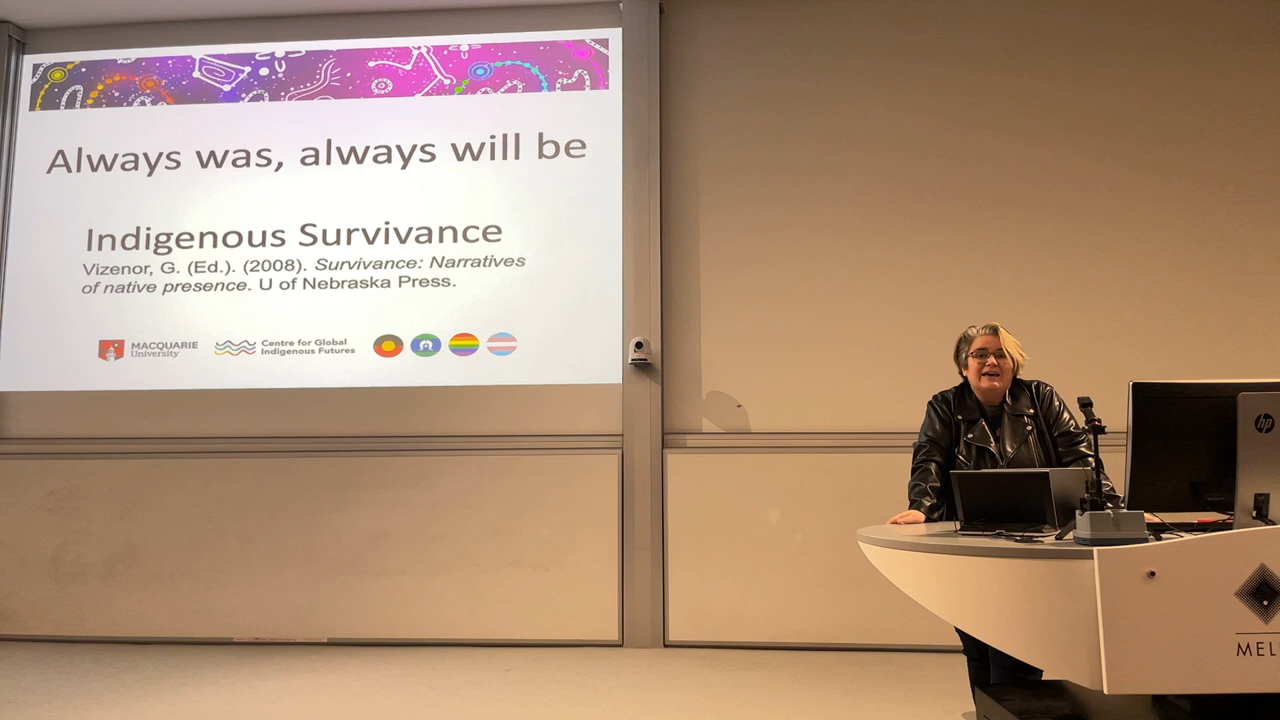 Always was, always will be
Indigenous Survivance
Vizenor, G. (Ed.). (2008). Survivance: Narratives
of native presence. U of Nebraska Press.
MACQUARIE
University
Centre for Global
Indigenous Futures
hp
MEL